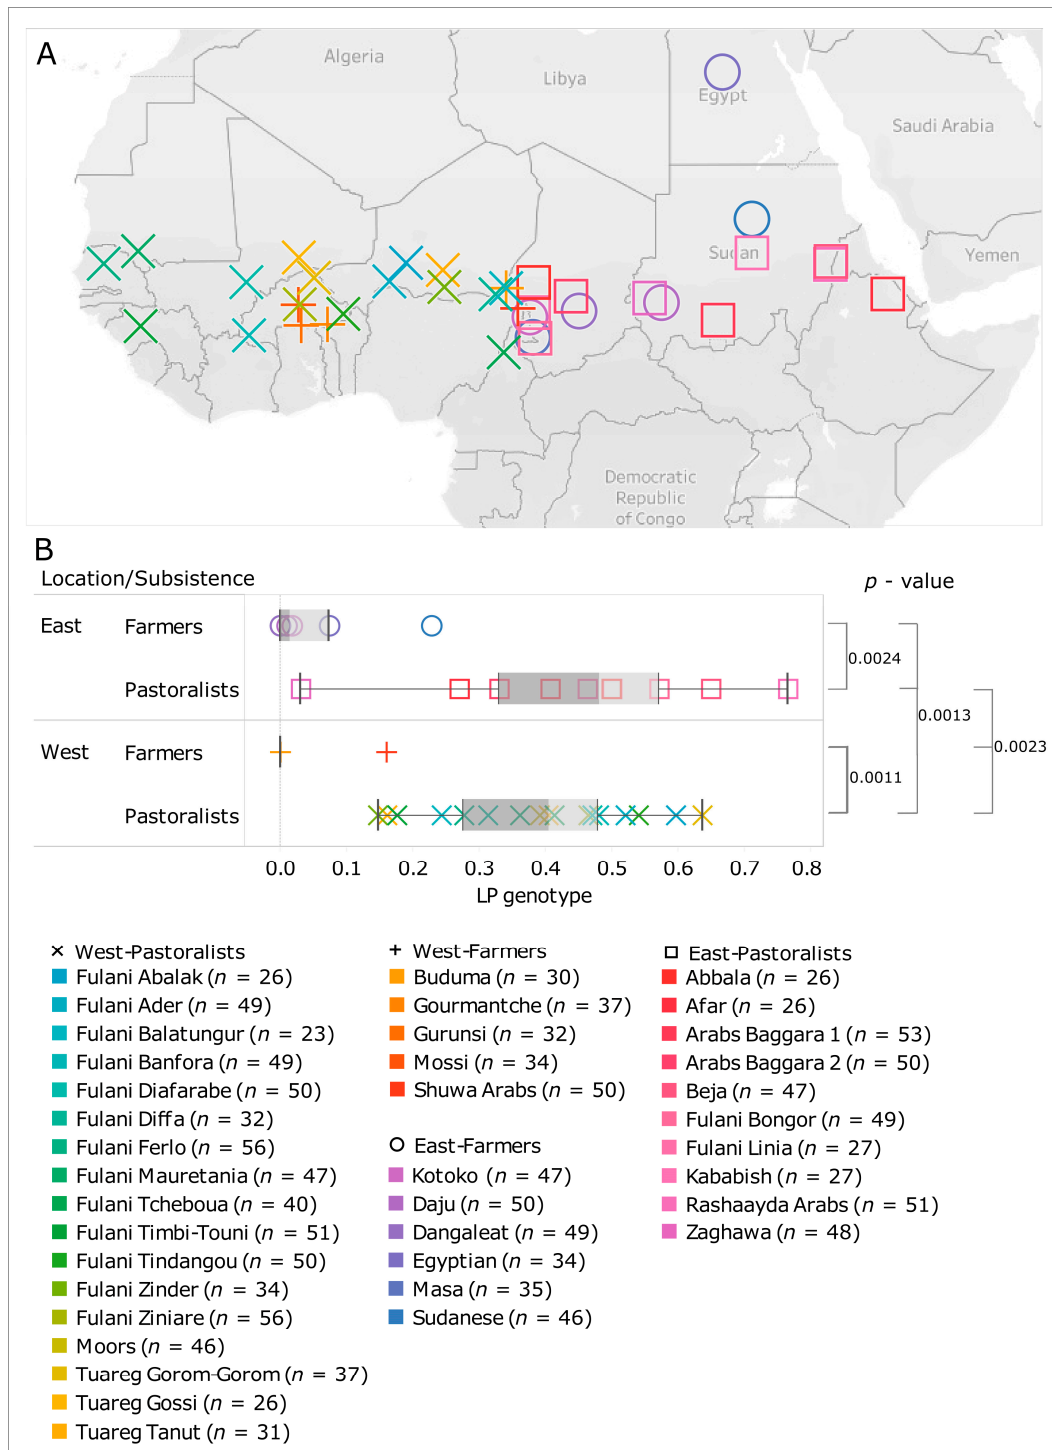 A
Algeria
Libya
Egypt
Saudi Arabia
Sudan
Yemen
Democratic
Republic
of Congo
B
Location/Subsistence
p - value
East
Farmers
Pastoralists
West
Farmers
Pastoralists
0.0024
0.0013
0.0023
0.0011
0.0 0.1 0.2 0.3 0.4 0.5 0.6 0.7 0.8
LP genotype
West-Pastoralists
Fulani Abalak (n = 26)
Fulani Ader (n = 49)
Fulani Balatungur (n = 23)
Fulani Banfora (n = 49)
Fulani Diafarabe (n = 50)
Fulani Diffa (n = 32)
Fulani Ferlo (n = 56)
Fulani Mauretania (n = 47)
Fulani Tcheboua (n = 40)
Fulani Timbi-Touni (n = 51)
Fulani Tindangou (n = 50)
Fulani Zinder (n = 34)
Fulani Ziniare (n = 56)
Moors (n = 46)
Tuareg Gorom-Gorom (n = 37)
Tuareg Gossi (n = 26)
Tuareg Tanut (n = 31)
West-Farmers
Buduma (n = 30)
Gourmantche (n = 37)
Gurunsi (n = 32)
Mossi (n = 34)
Shuwa Arabs (n = 50)
East-Farmers
Kotoko (n = 47)
Daju (n = 50)
Dangaleat (n = 49)
Egyptian (n = 34)
Masa (n = 35)
Sudanese (n = 46)
East-Pastoralists
Abbala (n = 26)
Afar (n = 26)
Arabs Baggara 1 (n = 53)
Arabs Baggara 2 (n = 50)
Beja (n = 47)
Fulani Bongor (n = 49)
Fulani Linia (n = 27)
Kababish (n = 27)
Rashaayda Arabs (n = 51)
Zaghawa (n = 48)